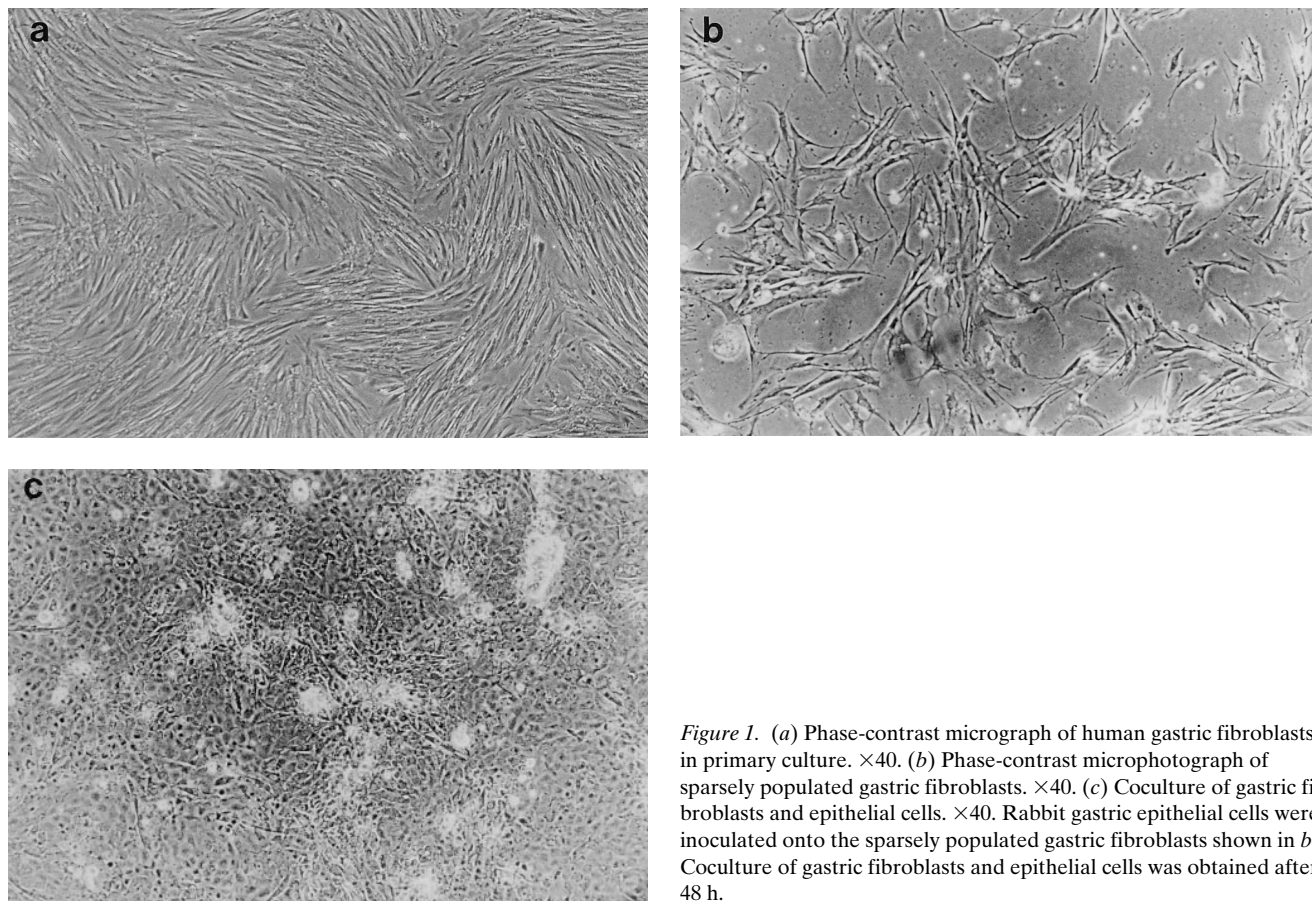 a
b
c
Figure 1. (a) Phase-contrast micrograph of human gastric fibroblasts
in primary culture. ×40. (b) Phase-contrast microphotograph of
sparsely populated gastric fibroblasts. ×40. (c) Coculture of gastric fi
broblasts and epithelial cells. ×40. Rabbit gastric epithelial cells were
inoculated onto the sparsely populated gastric fibroblasts shown in b
Coculture of gastric fibroblasts and epithelial cells was obtained after
48 h.